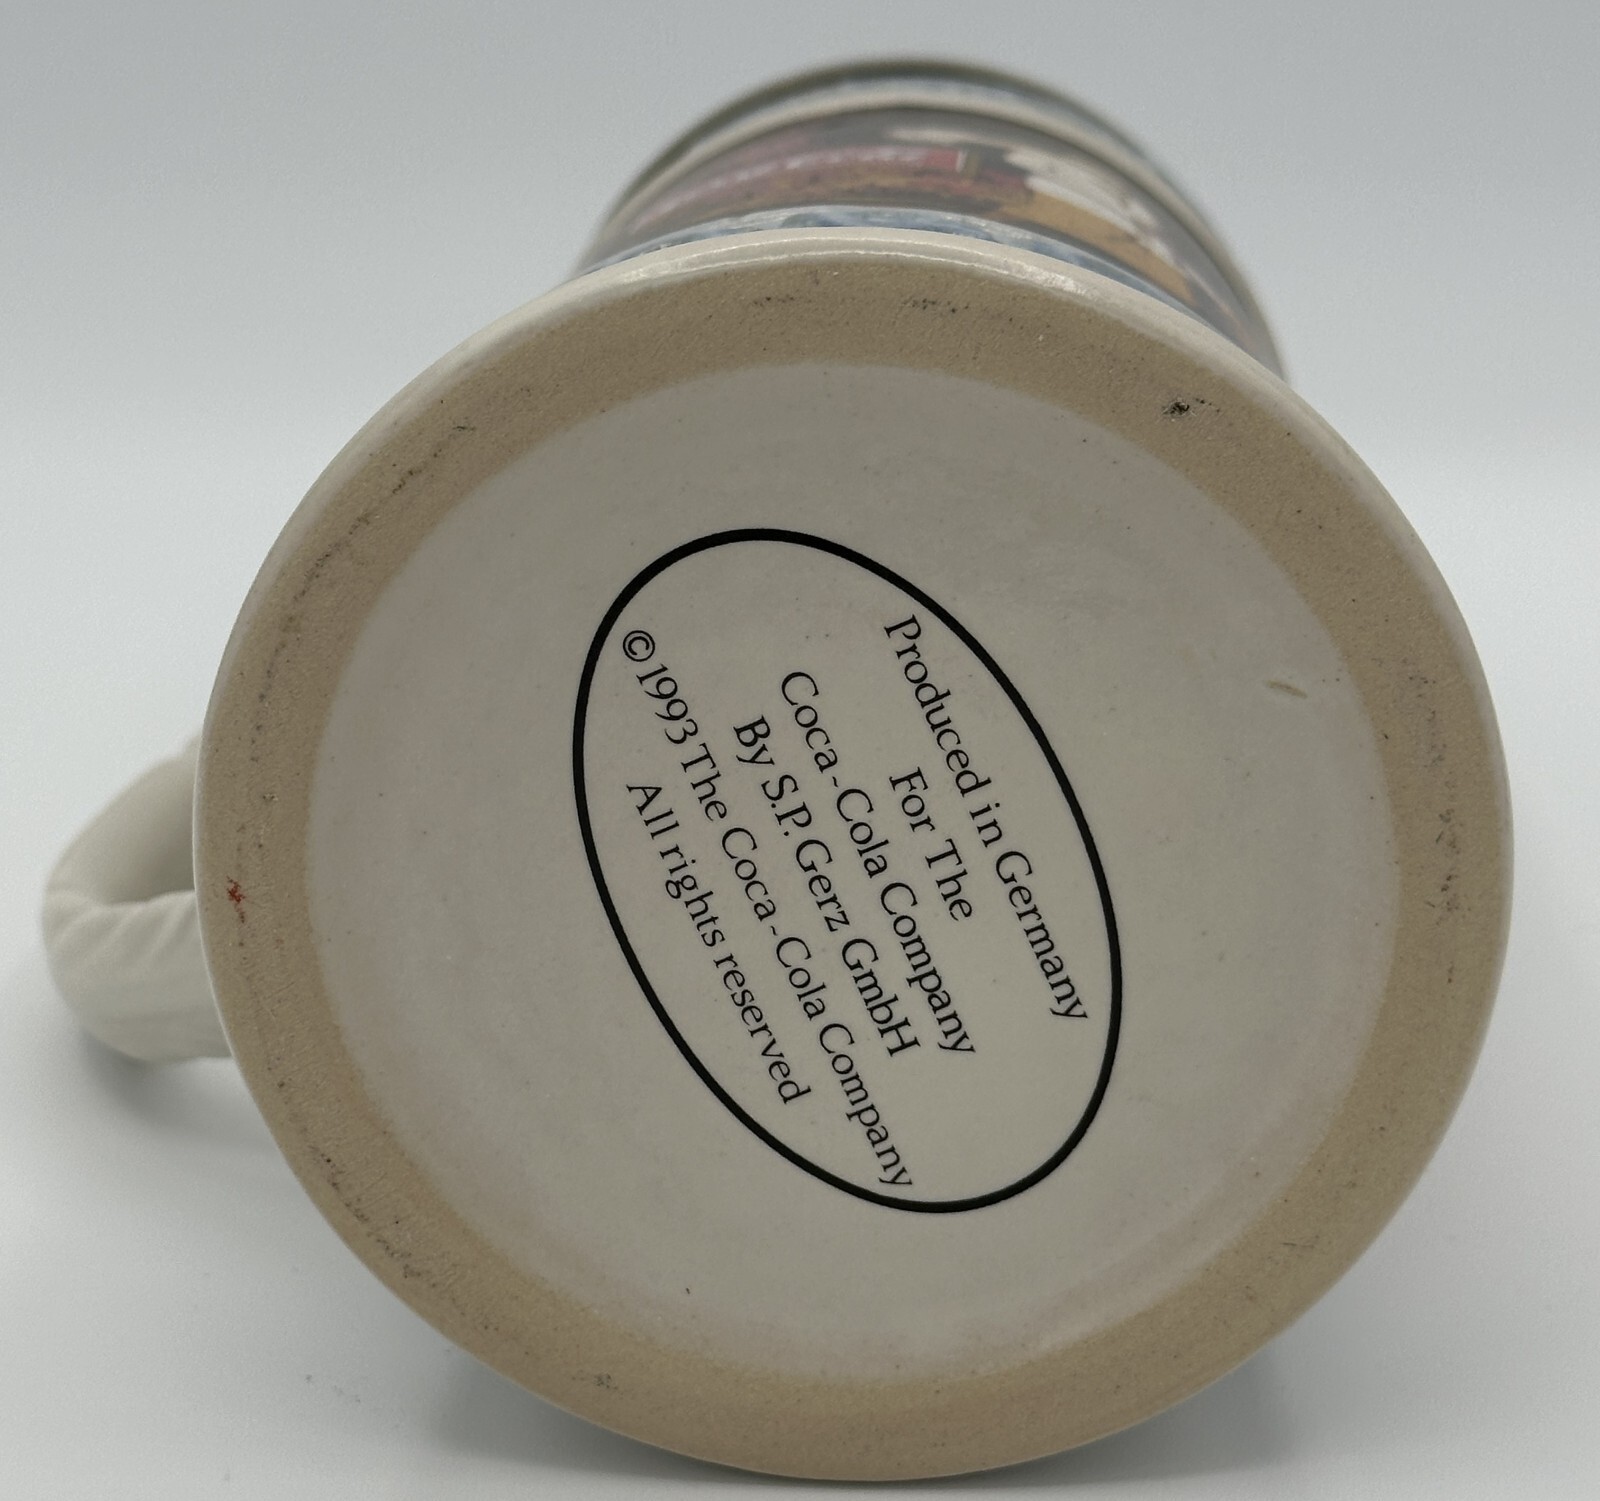 Produced in Germany
For The
Coca-Cola Company
By S.P. Gerz GmbH
©1993 The Coca-Cola Company
All rights reserved